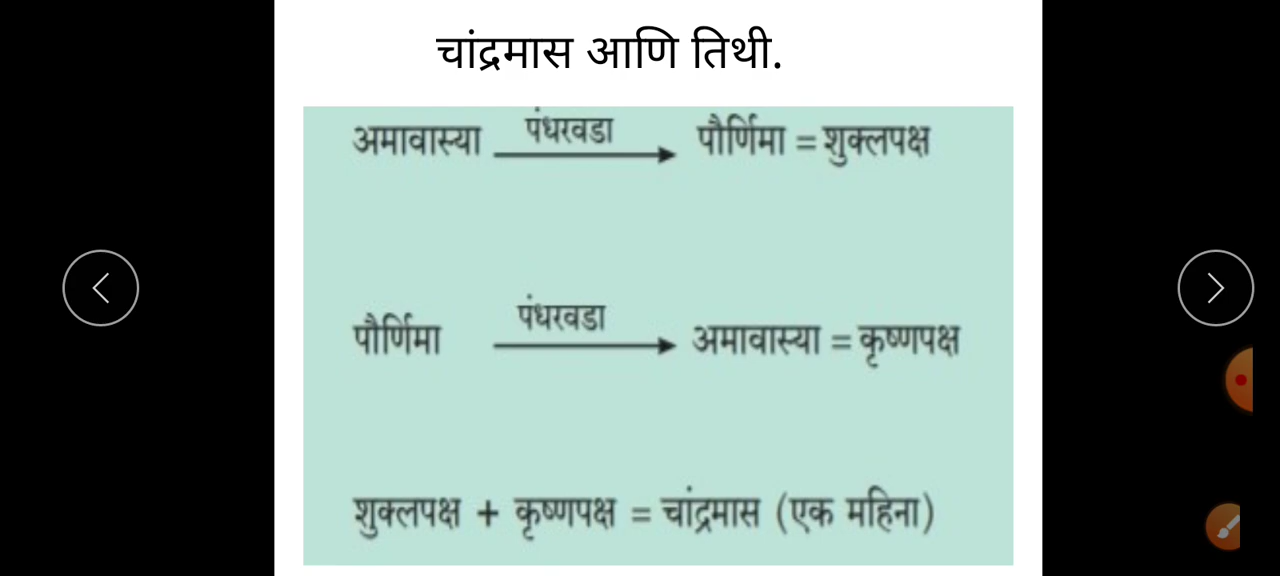 चांद्रमास आणि तिथी.
पंधरवडा
अमावास्या → पौर्णिमा = शुक्लपक्ष
पंधरवडा
पौर्णिमा → अमावास्या = कृष्णपक्ष
शुक्लपक्ष + कृष्णपक्ष = चांद्रमास (एक महिना)